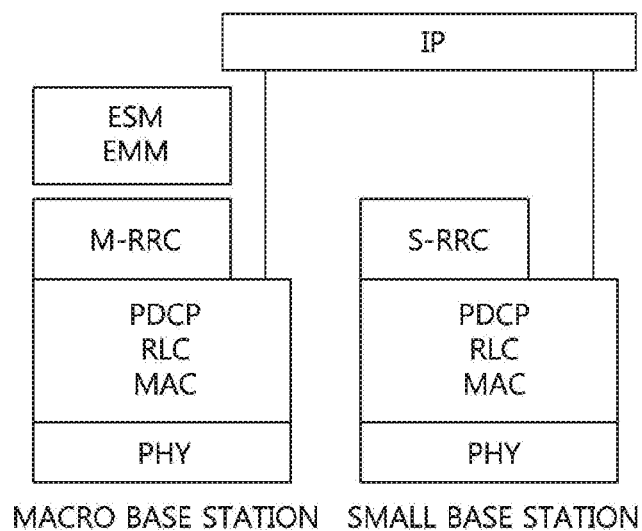 IP
ESM
EMM
M-RRC
S-RRC
PDCP
RLC
MAC
PDCP
RLC
MAC
PHY
PHY
MACRO BASE STATION
SMALL BASE STATION